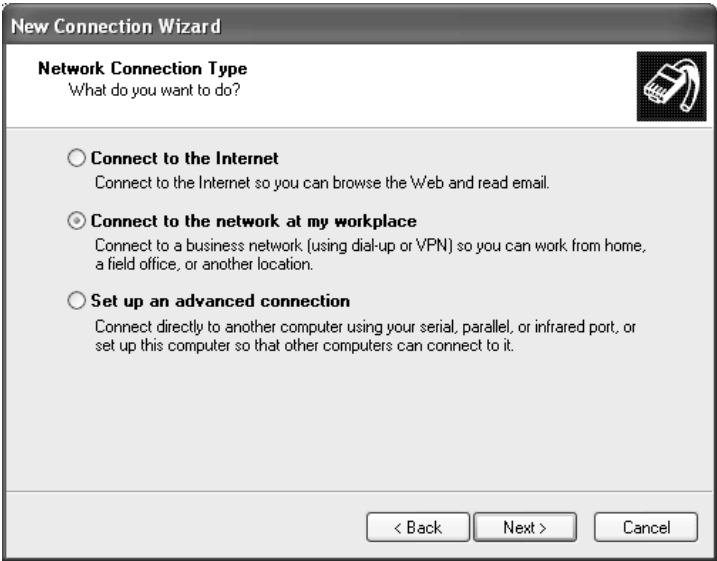 New Connection Wizard
Network Connection Type
What do you want to do?
Connect to the Internet
Connect to the Internet so you can browse the Web and read email.
Connect to the network at my workplace
Connect to a business network (using dial-up or VPN) so you can work from home,
a field office, or another location.
Set up an advanced connection
Connect directly to another computer using your serial, parallel, or infrared port, or
set up this computer so that other computers can connect to it.
< Back Next > Cancel